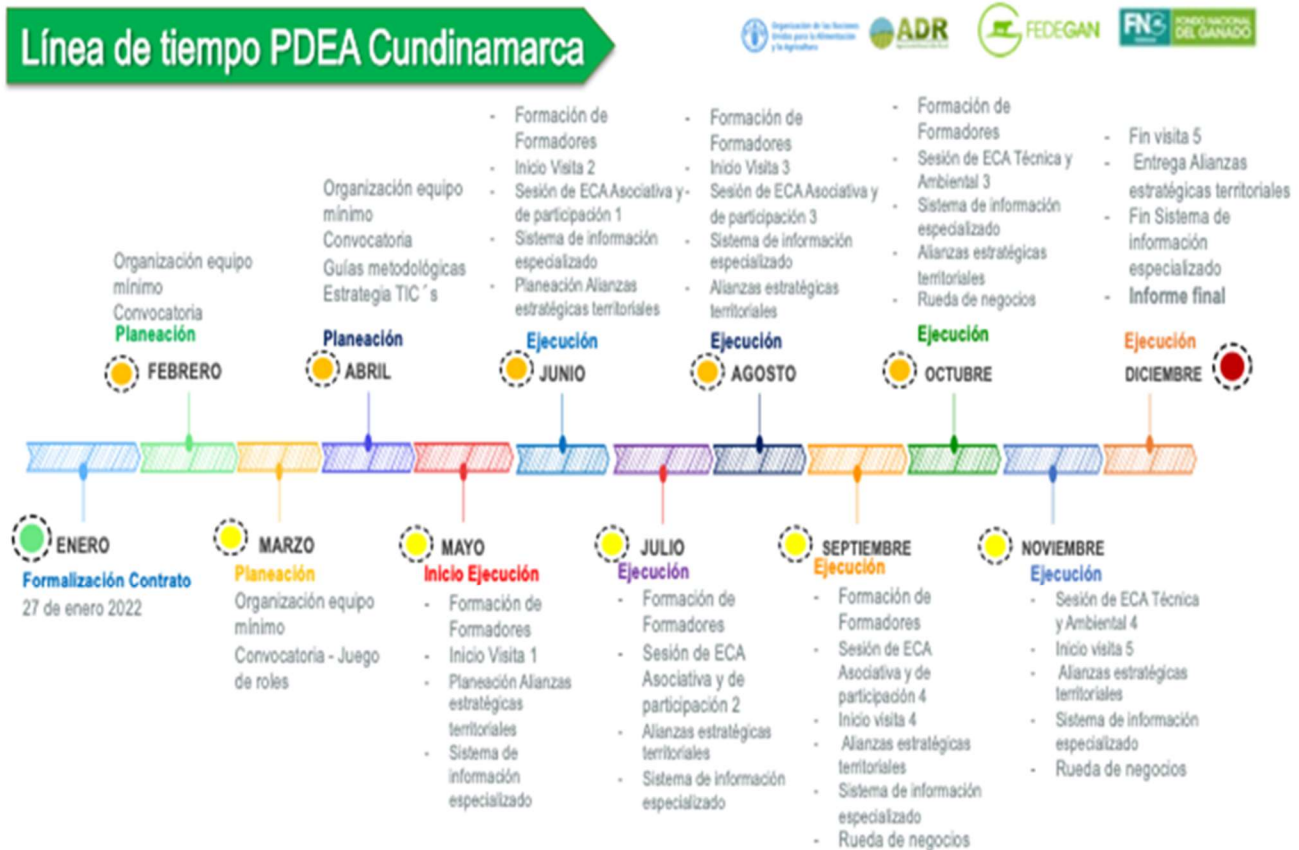 Línea de tiempo PDEA Cundinamarca
Organización de las Naciones
Unidas para la Alimentación
y la Agricultura
ADR
FEDEGAN
FNG
FONDO NACIONAL
DEL GANADO
Organización equipo
mínimo
Convocatoria
Planeación
FEBRERO
Organización equipo
mínimo
Convocatoria
Guías metodológicas
Estrategia TIC´s
Planeación
ABRIL
- Formación de
Formadores
- Inicio Visita 2
- Sesión de ECA Asociativa y
de participación 1
- Sistema de información
especializado
- Planeación Alianzas
estratégicas territoriales
Ejecución
JUNIO
- Formación de
Formadores
- Inicio Visita 3
- Sesión de ECA Asociativa y
de participación 3
- Sistema de información
especializado
- Alianzas estratégicas
territoriales
Ejecución
AGOSTO
- Formación de
Formadores
- Sesión de ECA Técnica y
Ambiental 3
- Sistema de información
especializado
- Alianzas estratégicas
territoriales
- Rueda de negocios
Ejecución
OCTUBRE
- Fin visita 5
- Entrega Alianzas
estratégicas territoriales
- Fin Sistema de
información
especializado
- Informe final
Ejecución
DICIEMBRE
ENERO
Formalización Contrato
27 de enero 2022
MARZO
Planeación
Organización equipo
mínimo
Convocatoria - Juego
de roles
MAYO
Inicio Ejecución
- Formación de
Formadores
- Inicio Visita 1
- Planeación Alianzas
estratégicas
territoriales
- Sistema de
información
especializado
JULIO
Ejecución
- Formación de
Formadores
- Sesión de ECA
Asociativa y de
participación 2
- Alianzas estratégicas
territoriales
- Sistema de información
especializado
SEPTIEMBRE
Ejecución
- Formación de
Formadores
- Sesión de ECA
Asociativa y de
participación 4
- Inicio visita 4
- Alianzas estratégicas
territoriales
- Sistema de información
especializado
- Rueda de negocios
NOVIEMBRE
Ejecución
- Sesión de ECA Técnica
y Ambiental 4
- Inicio visita 5
- Alianzas estratégicas
territoriales
- Sistema de información
especializado
- Rueda de negocios